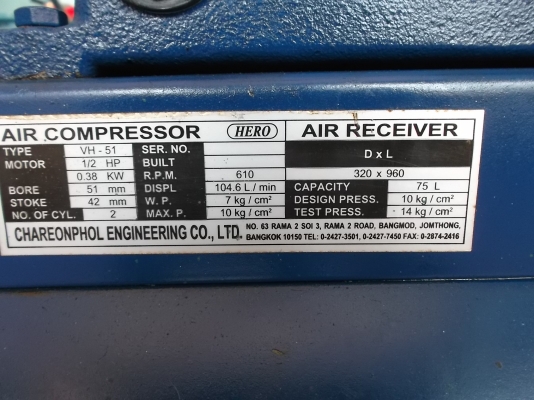 AIR COMPRESSOR HERO AIR RECEIVER
TYPE VH - 51 SER. NO. D x L
MOTOR 1/2 HP BUILT
0.38 KW R.P.M. 610 320 x 960
BORE 51 mm DISPL 104.6 L / min CAPACITY 75 L
STOKE 42 mm W. P. 7 kg / cm² DESIGN PRESS. 10 kg / cm²
NO. OF CYL. 2 MAX. P. 10 kg / cm² TEST PRESS. 14 kg / cm²
CHAREONPHOL ENGINEERING CO., LTD. NO. 63 RAMA 2 SOI 3, RAMA 2 ROAD, BANGMOD, JOMTHONG,
BANGKOK 10150 TEL: 0-2427-3501, 0-2427-7450 FAX: 0-2874-2416